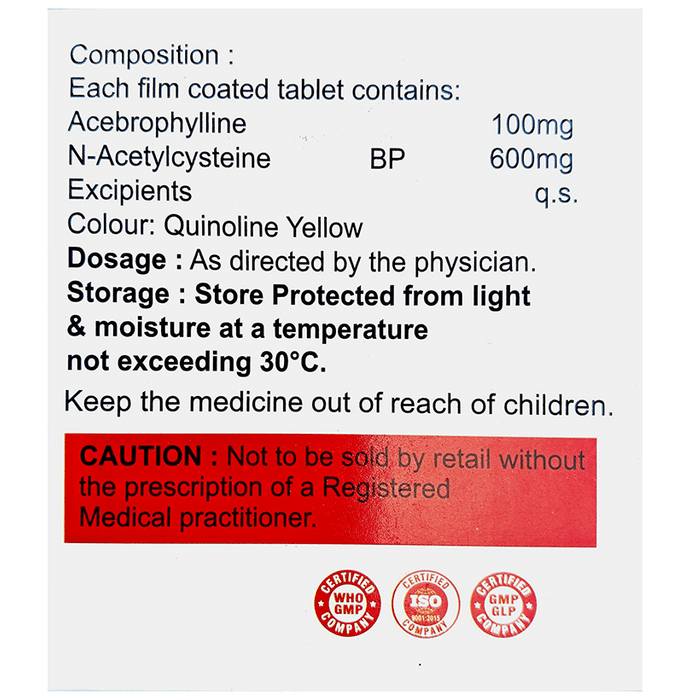 Composition :
Each film coated tablet contains:
Acebrophylline 100mg
N-Acetylcysteine BP 600mg
Excipients q.s.
Colour: Quinoline Yellow
Dosage : As directed by the physician.
Storage : Store Protected from light
& moisture at a temperature
not exceeding 30°C.
Keep the medicine out of reach of children.
CAUTION : Not to be sold by retail without
the prescription of a Registered
Medical practitioner.
CERTIFIED WHO GMP COMPANY
CERTIFIED ISO 9001:2015 COMPANY
CERTIFIED GMP GLP COMPANY